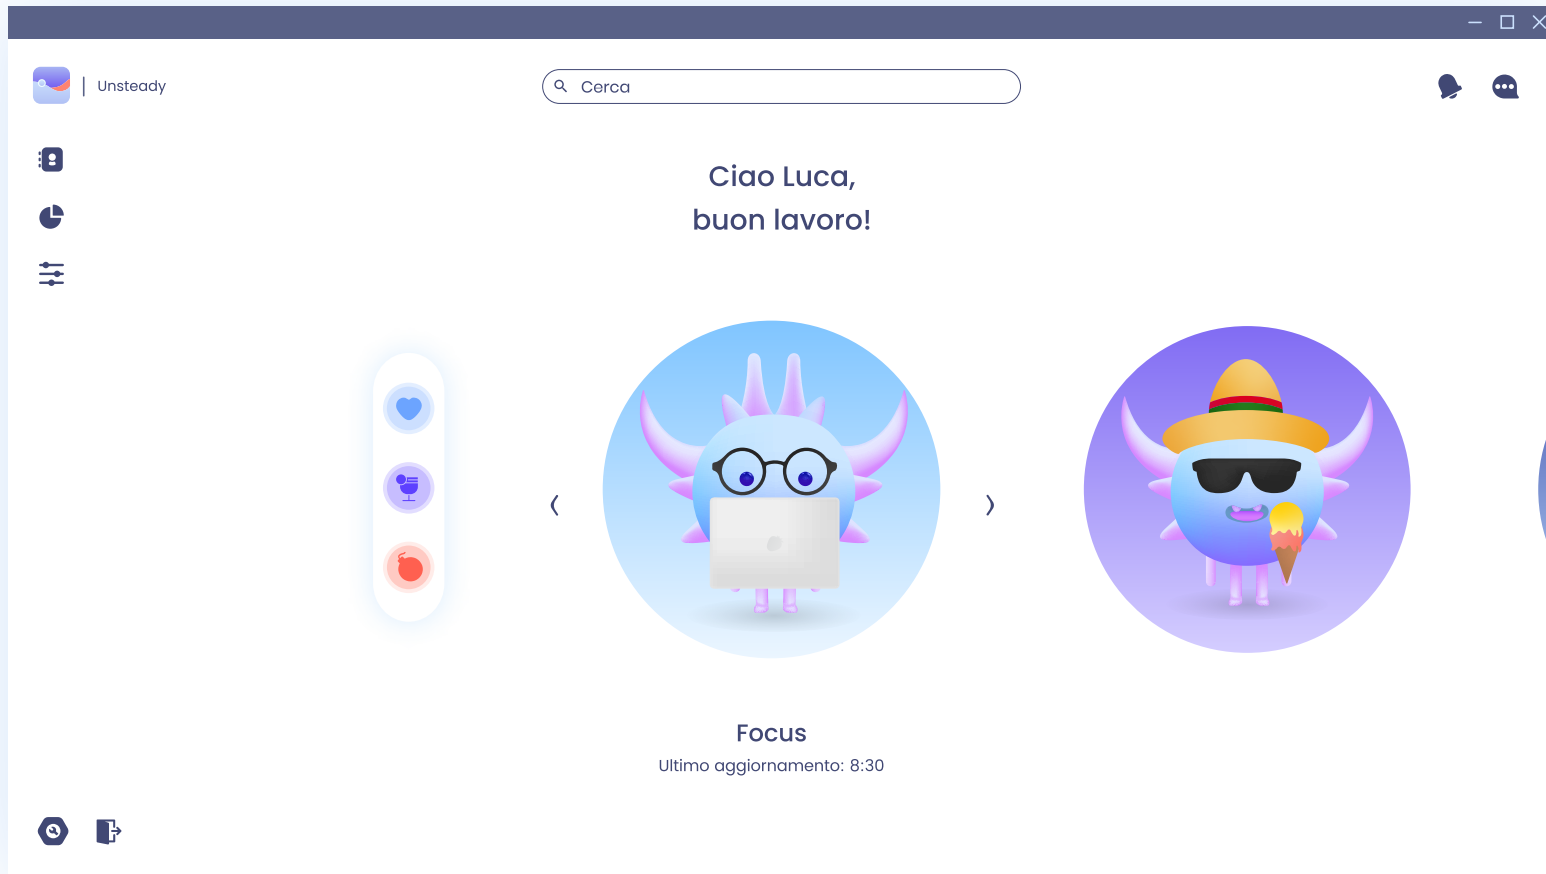 Unsteady
Cerca
Ciao Luca,
buon lavoro!
Focus
Ultimo aggiornamento: 8:30